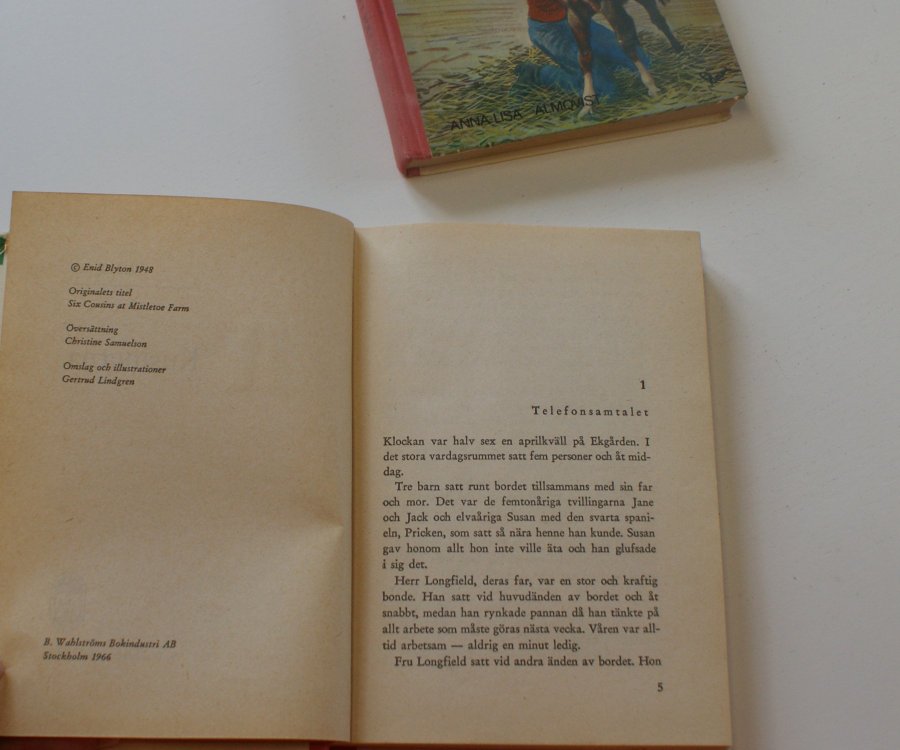 ANNA-LISA ALMQVIST
© Enid Blyton 1948
Originalets titel
Six Cousins at Mistletoe Farm
Översättning
Christine Samuelson
Omslag och illustrationer
Gertrud Lindgren
B. Wahlströms Bokindustri AB
Stockholm 1966
1
Telefonsamtalet
Klockan var halv sex en aprilkväll på Ekgården. I
det stora vardagsrummet satt fem personer och åt mid-
dag.
Tre barn satt runt bordet tillsammans med sin far
och mor. Det var de femtonåriga tvillingarna Jane
och Jack och elvaåriga Susan med den svarta spani-
eln, Pricken, som satt så nära henne han kunde. Susan
gav honom allt hon inte ville äta och han glufsade
i sig det.
Herr Longfield, deras far, var en stor och kraftig
bonde. Han satt vid huvudänden av bordet och åt
snabbt, medan han rynkade pannan då han tänkte på
allt arbete som måste göras nästa vecka. Våren var all-
tid arbetsam — aldrig en minut ledig.
Fru Longfield satt vid andra änden av bordet. Hon
5